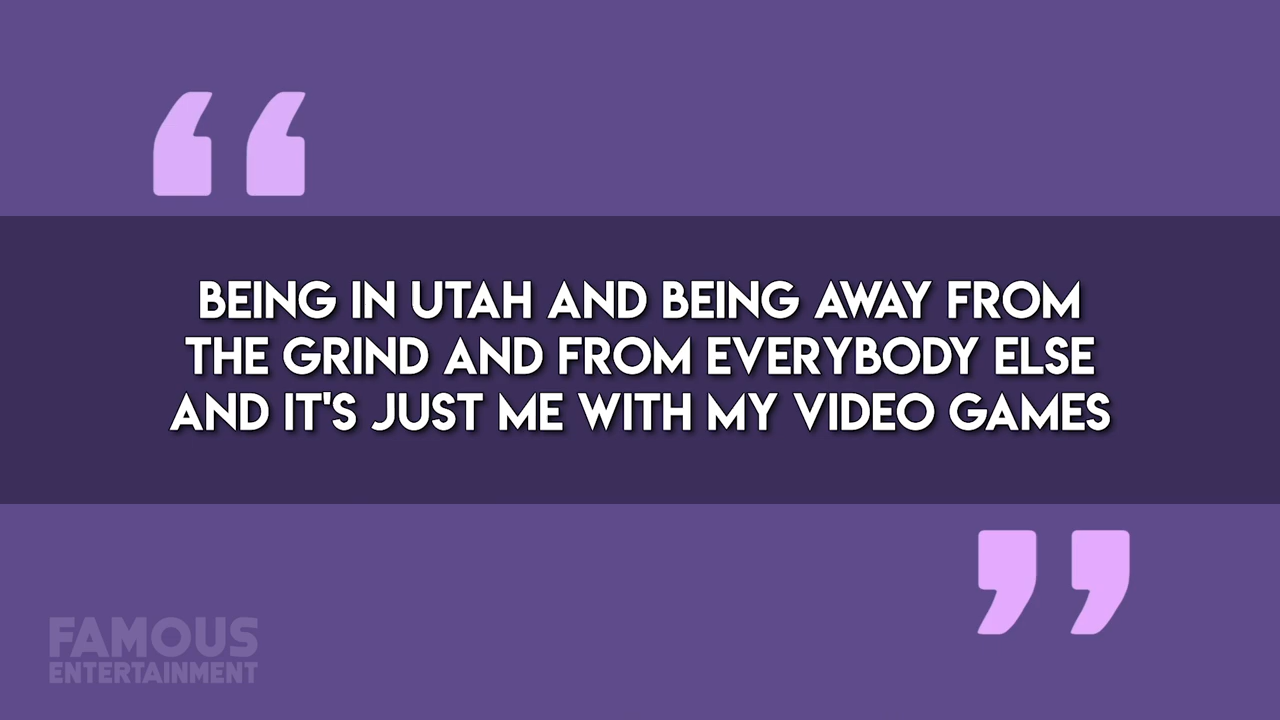 “
BEING IN UTAH AND BEING AWAY FROM
THE GRIND AND FROM EVERYBODY ELSE
AND IT'S JUST ME WITH MY VIDEO GAMES
”
FAMOUS
ENTERTAINMENT